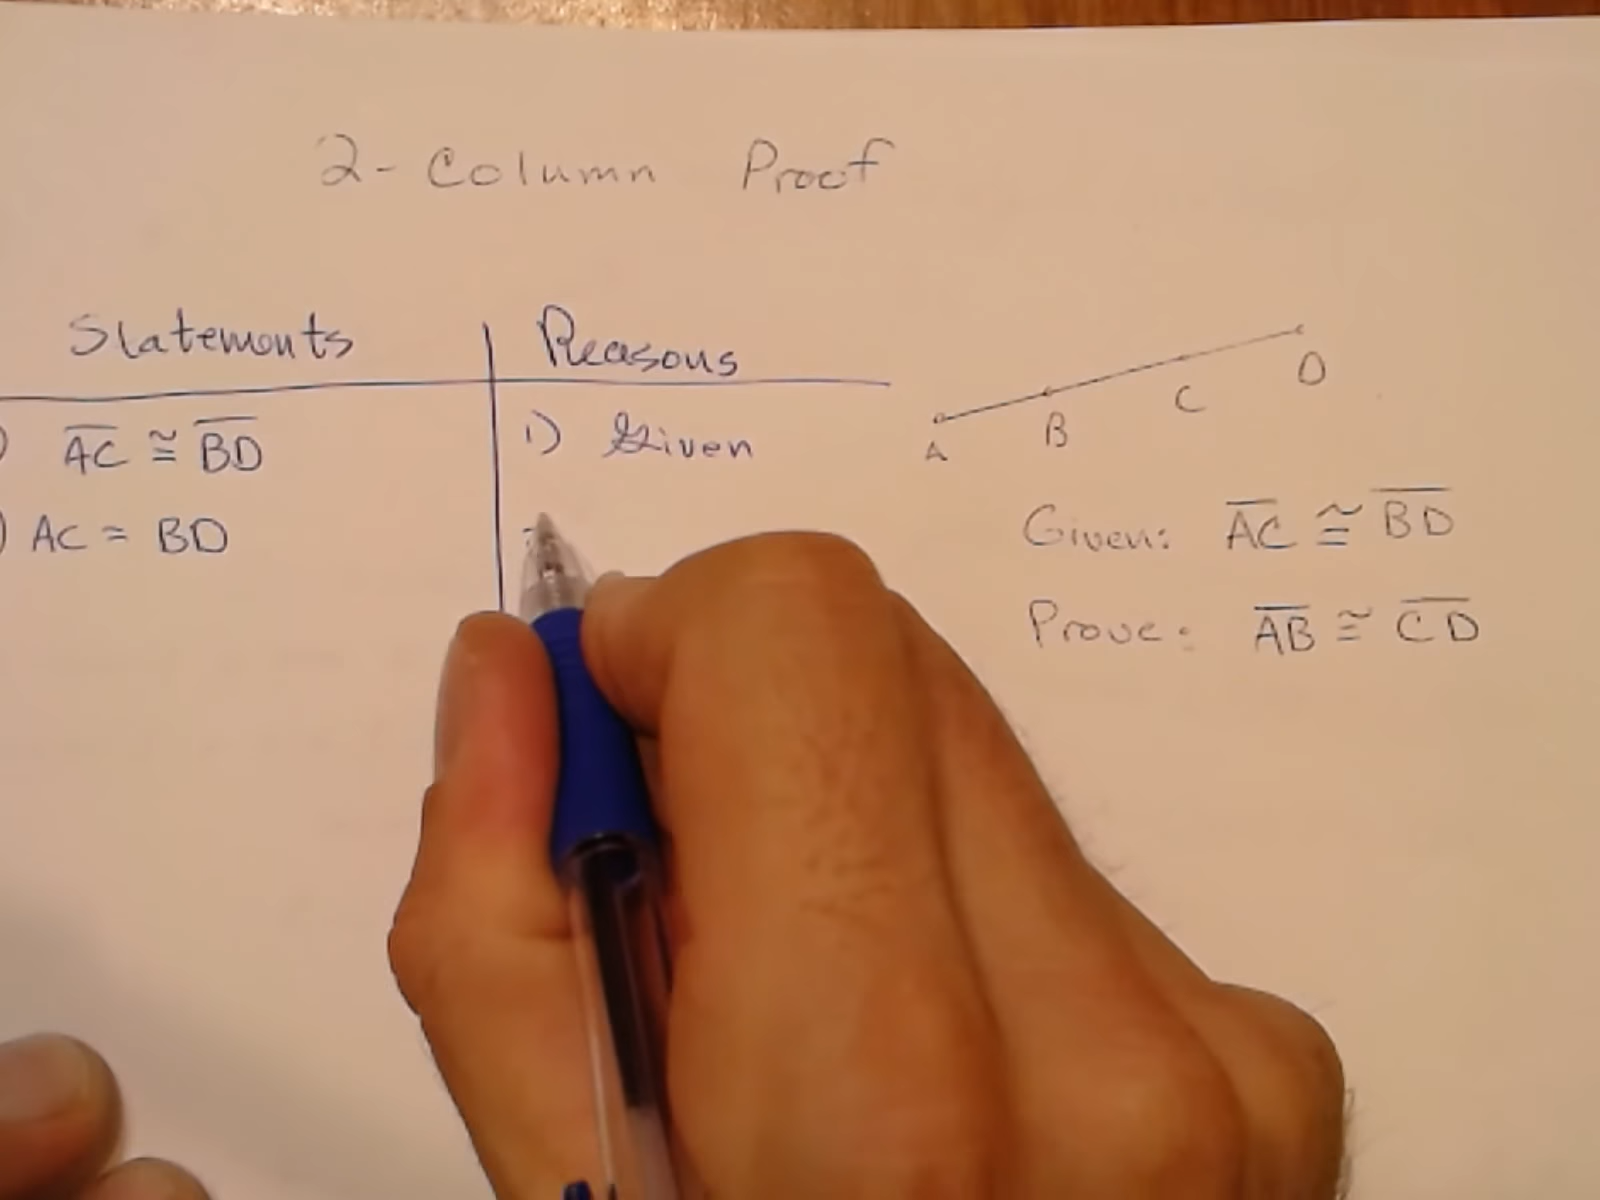 2-Column Proof
Statements
Reasons
) AC ≅ BD
1) Given
) AC = BD
A B C D
Given: AC ≅ BD
Prove: AB ≅ CD